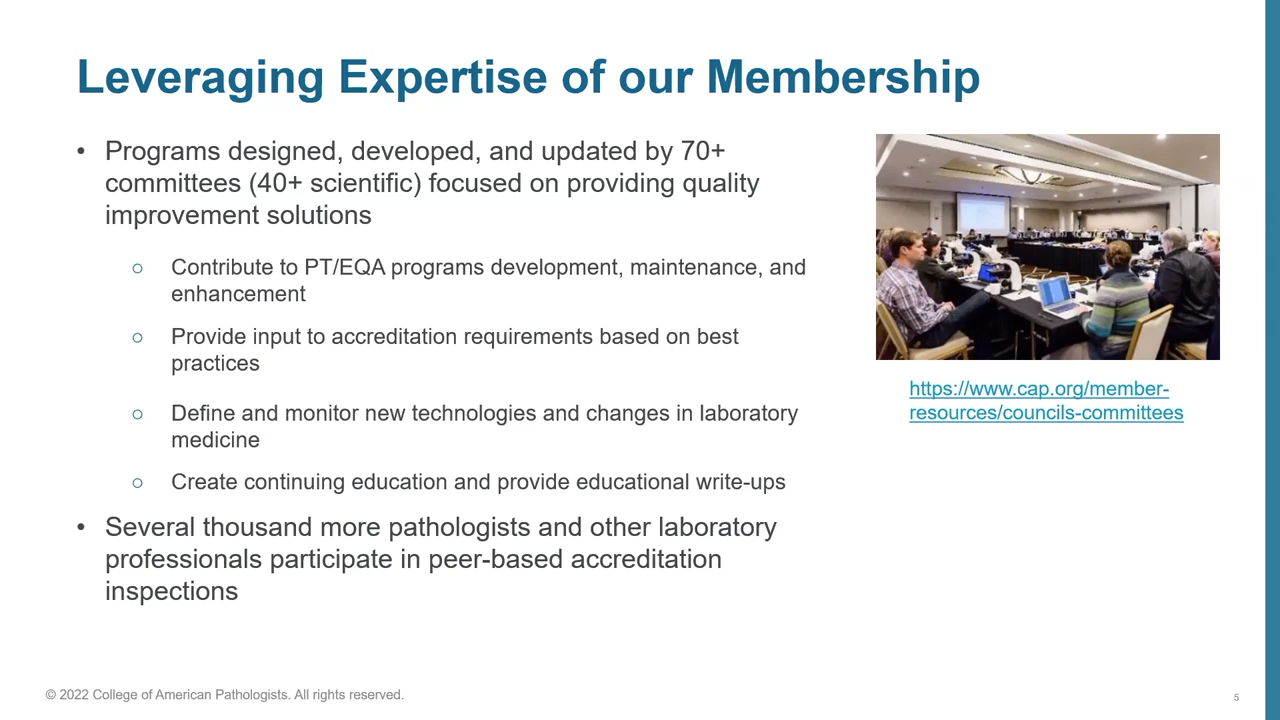 Leveraging Expertise of our Membership
• Programs designed, developed, and updated by 70+
committees (40+ scientific) focused on providing quality
improvement solutions
○ Contribute to PT/EQA programs development, maintenance, and
enhancement
○ Provide input to accreditation requirements based on best
practices
○ Define and monitor new technologies and changes in laboratory
medicine
○ Create continuing education and provide educational write-ups
• Several thousand more pathologists and other laboratory
professionals participate in peer-based accreditation
inspections
https://www.cap.org/member-
resources/councils-committees
© 2022 College of American Pathologists. All rights reserved.
5